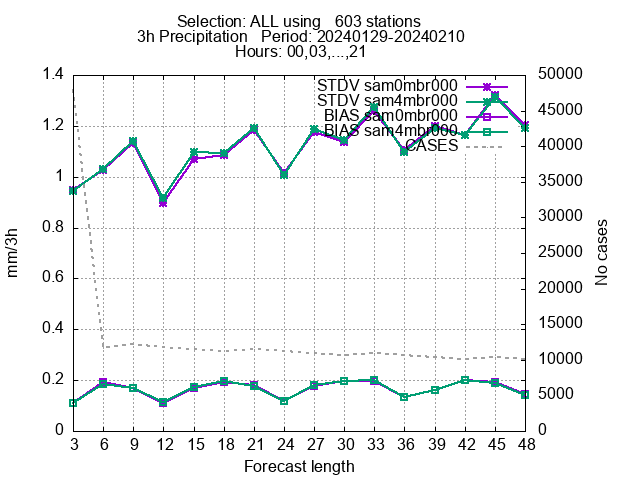 Selection: ALL using   603 stations
3h Precipitation   Period: 20240129-20240210
Hours: 00,03,...,21
STDV sam0mbr000
STDV sam4mbr000
BIAS sam0mbr000
BIAS sam4mbr000
CASES
1.4
1.2
1
0.8
0.6
0.4
0.2
0
mm/3h
50000
45000
40000
35000
30000
25000
20000
15000
10000
5000
0
No cases
3 6 9 12 15 18 21 24 27 30 33 36 39 42 45 48
Forecast length